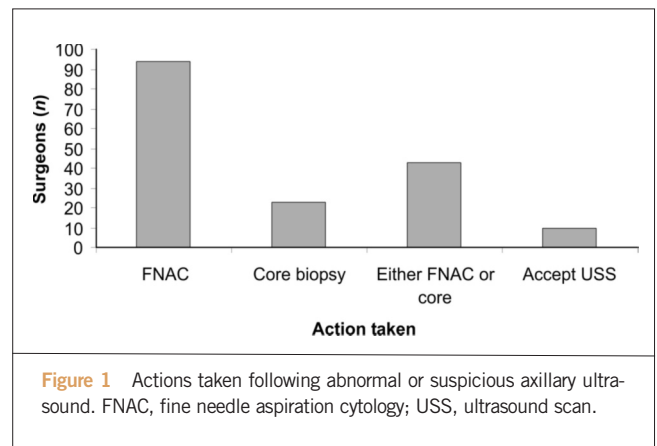 100
90
80
70
60
50
40
30
20
10
0
Surgeons (n)
FNAC
Core biopsy
Either FNAC or
core
Accept USS
Action taken
Figure 1 Actions taken following abnormal or suspicious axillary ultra-
sound. FNAC, fine needle aspiration cytology; USS, ultrasound scan.